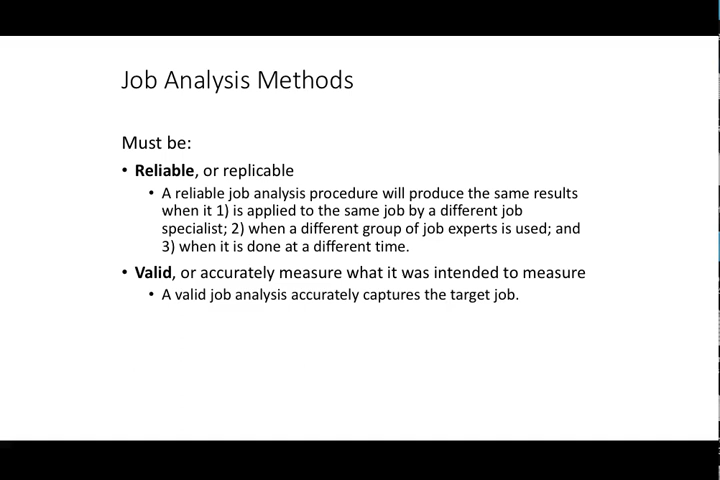 Job Analysis Methods
Must be:
• Reliable, or replicable
• A reliable job analysis procedure will produce the same results
when it 1) is applied to the same job by a different job
specialist; 2) when a different group of job experts is used; and
3) when it is done at a different time.
• Valid, or accurately measure what it was intended to measure
• A valid job analysis accurately captures the target job.